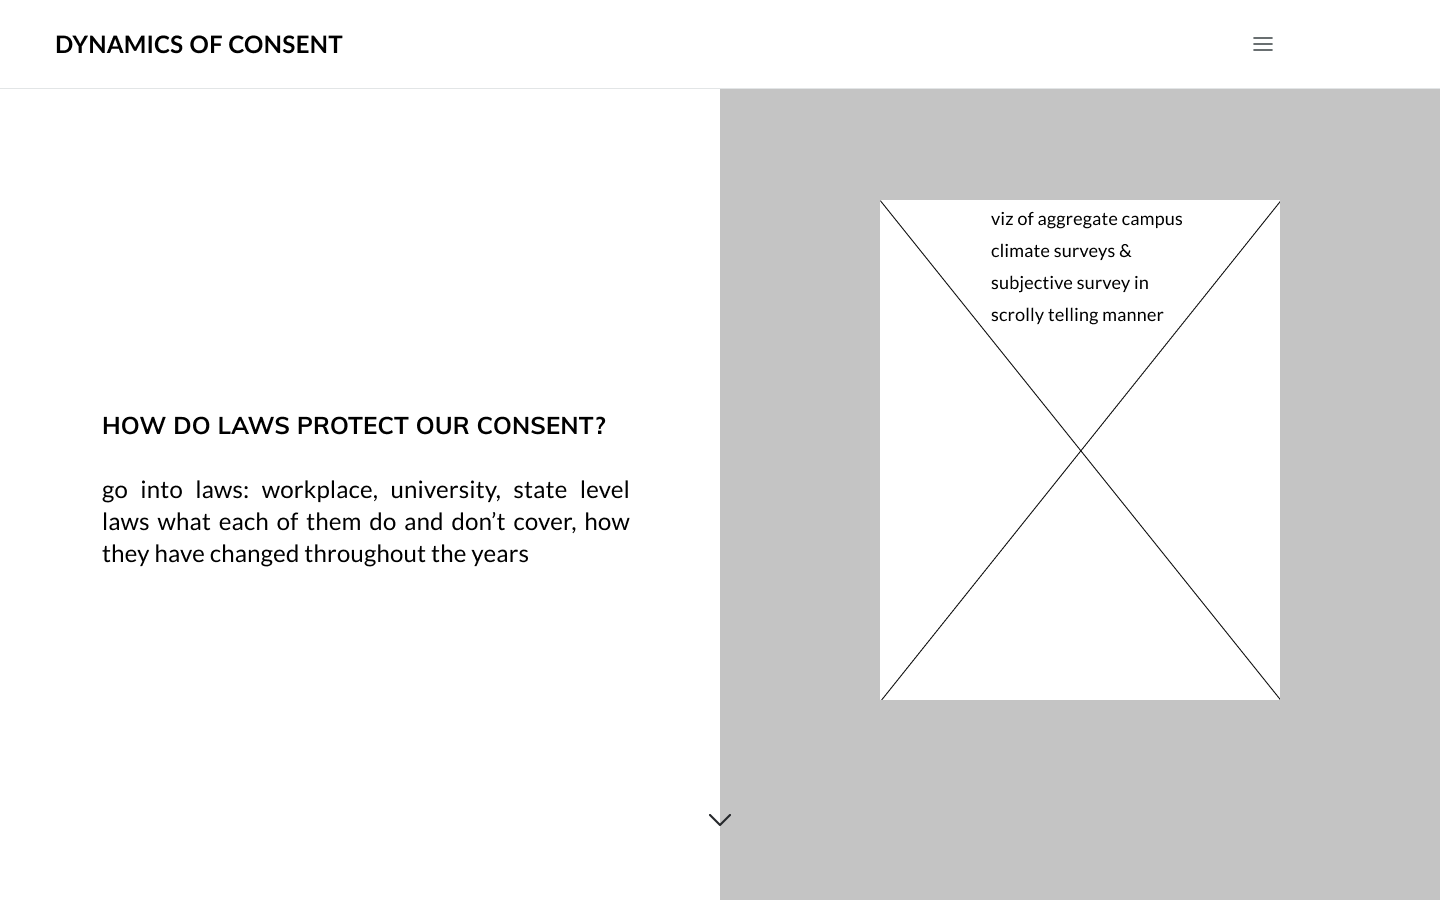 DYNAMICS OF CONSENT
HOW DO LAWS PROTECT OUR CONSENT?
go into laws: workplace, university, state level
laws what each of them do and don’t cover, how
they have changed throughout the years
viz of aggregate campus
climate surveys &
subjective survey in
scrolly telling manner